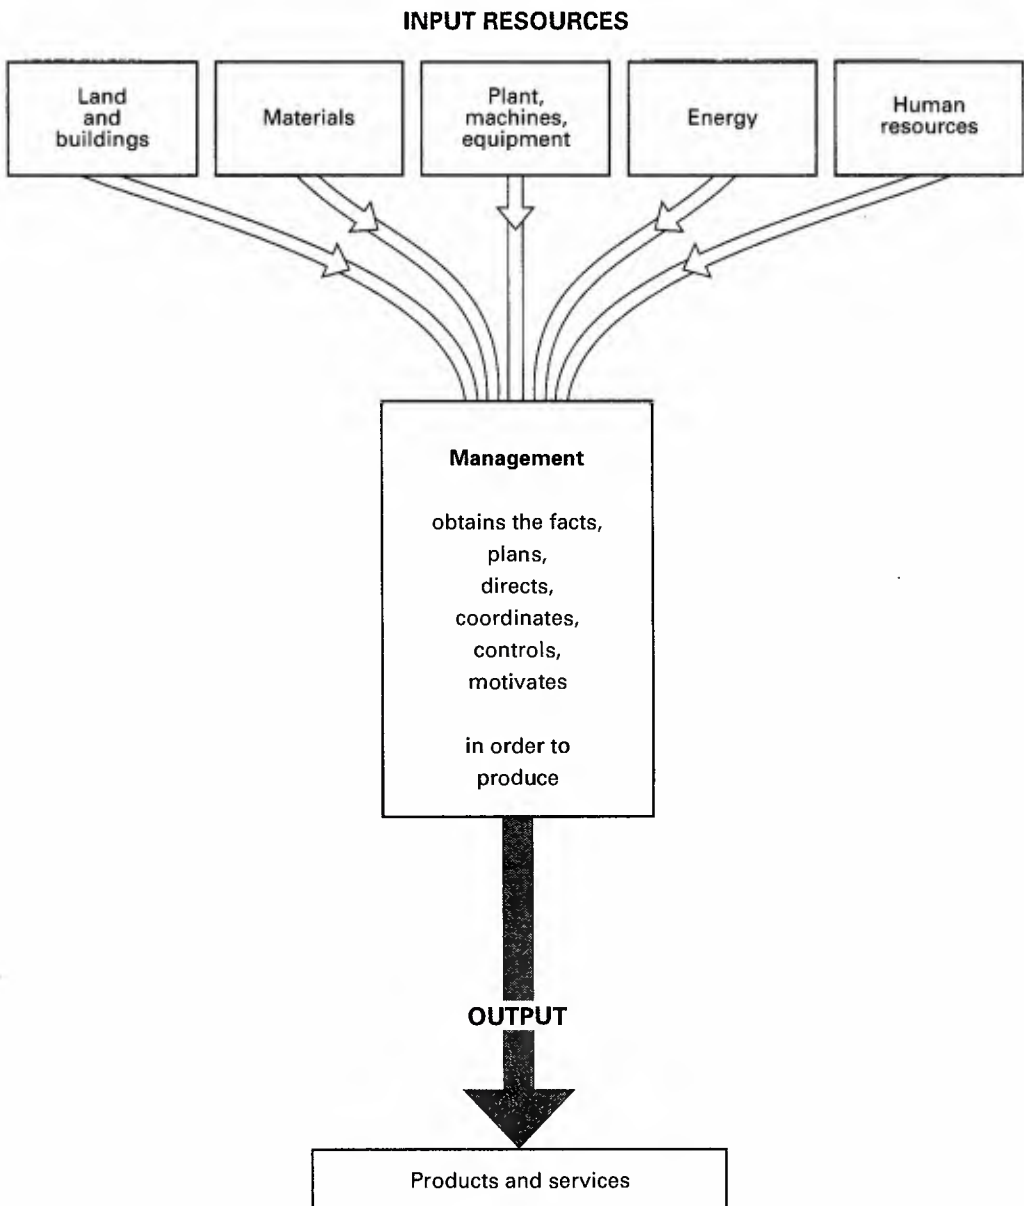 INPUT RESOURCES
Land
and
buildings
Materials
Plant,
machines,
equipment
Energy
Human
resources
Management
obtains the facts,
plans,
directs,
coordinates,
controls,
motivates
in order to
produce
OUTPUT
Products and services